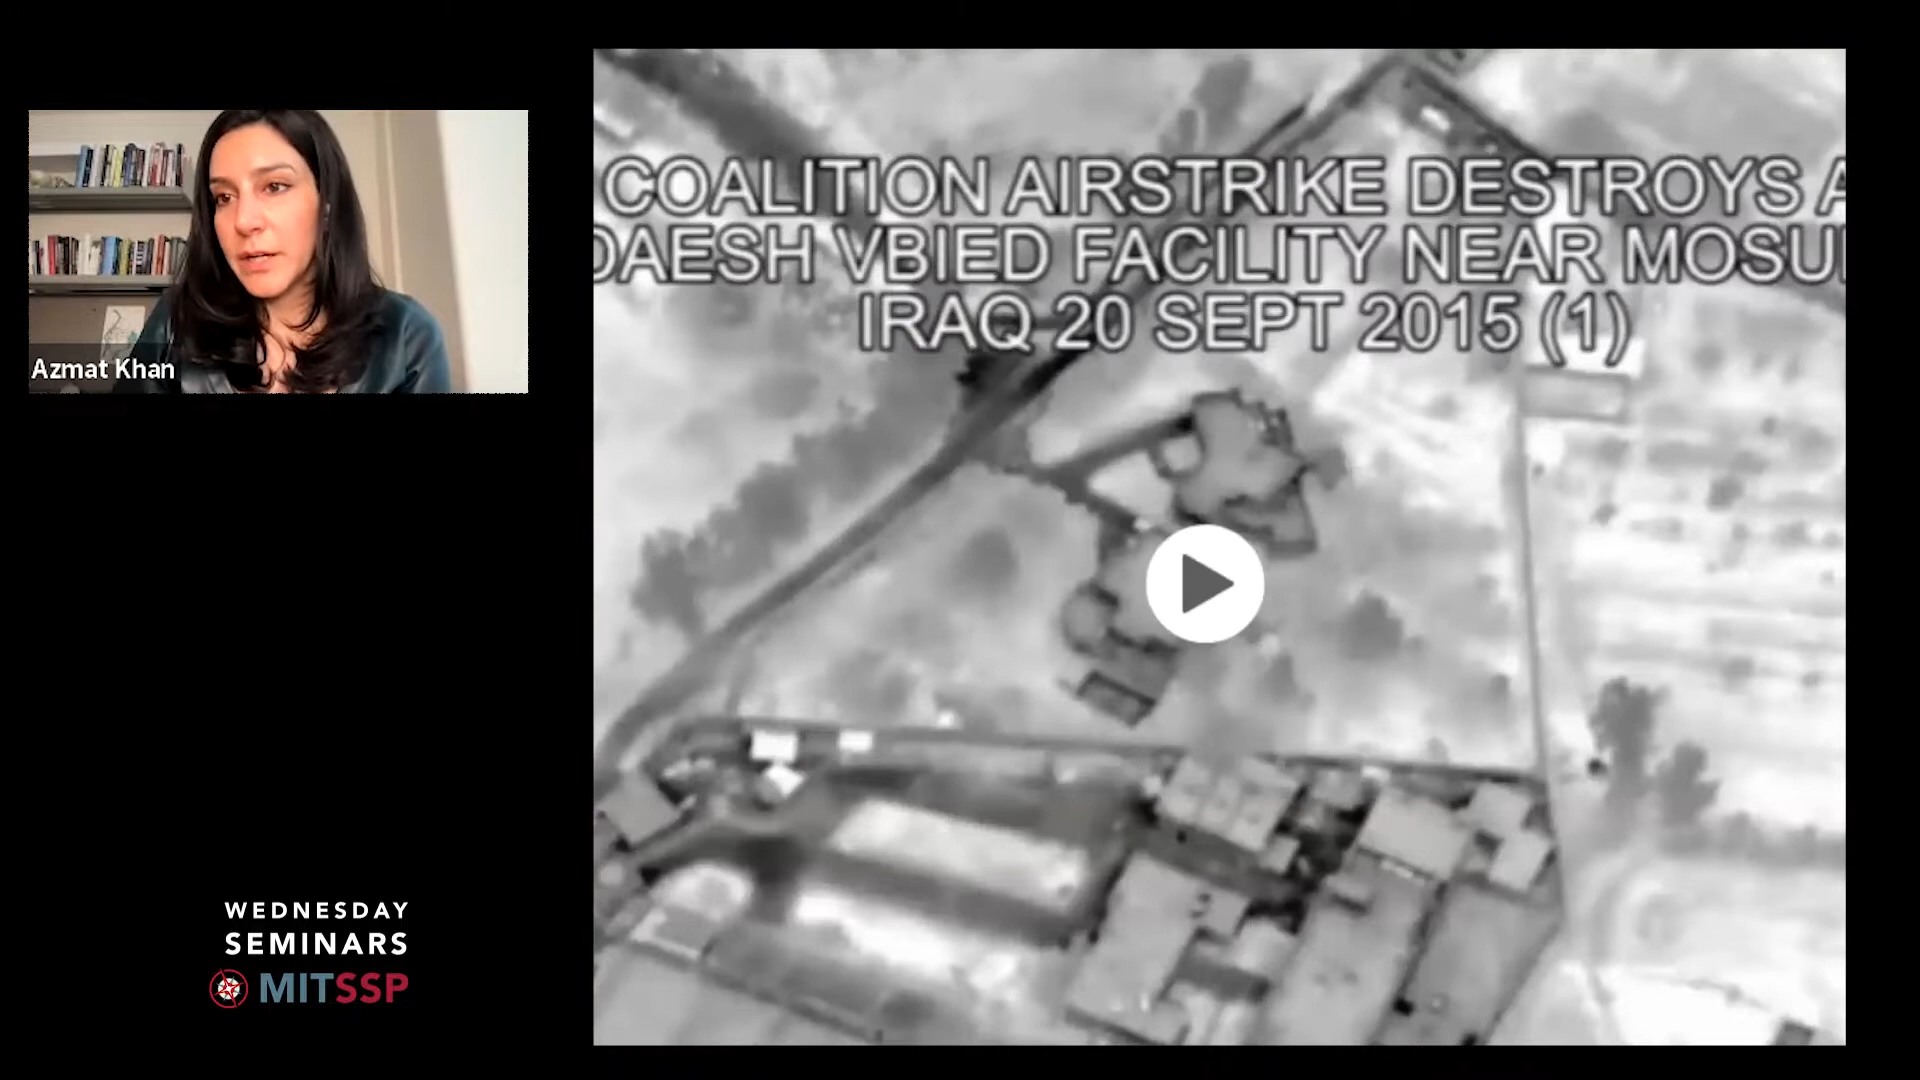 COALITION AIRSTRIKE DESTROYS A
DAESH VBIED FACILITY NEAR MOSUL
IRAQ 20 SEPT 2015 (1)
Azmat Khan
WEDNESDAY
SEMINARS
MITSSP